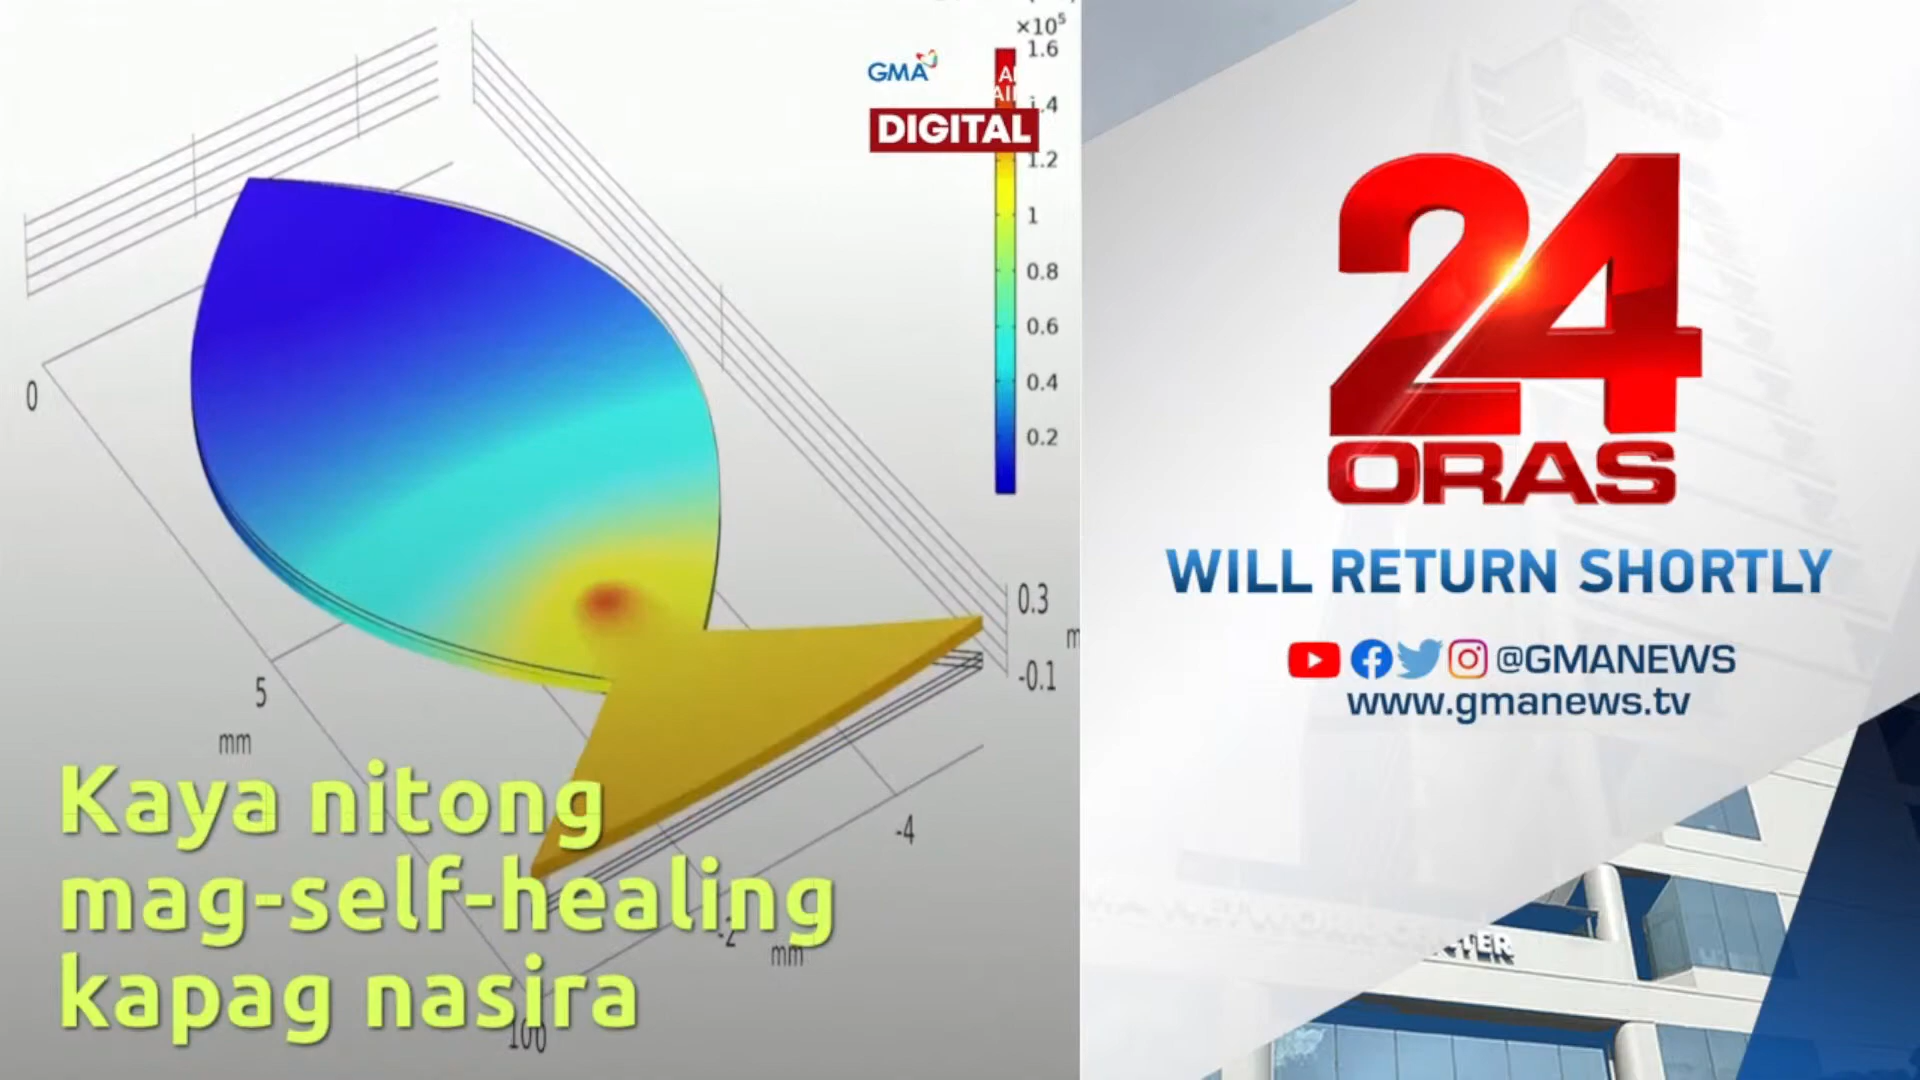 ×10⁵
1.6
GMA
DIGITAL
1.2
1
0.8
0.6
0.4
0.2
0
5
mm
0.3
-0.1
-4
-2
mm
Kaya nitong
mag-self-healing
kapag nasira
24
ORAS
WILL RETURN SHORTLY
@GMANEWS
www.gmanews.tv